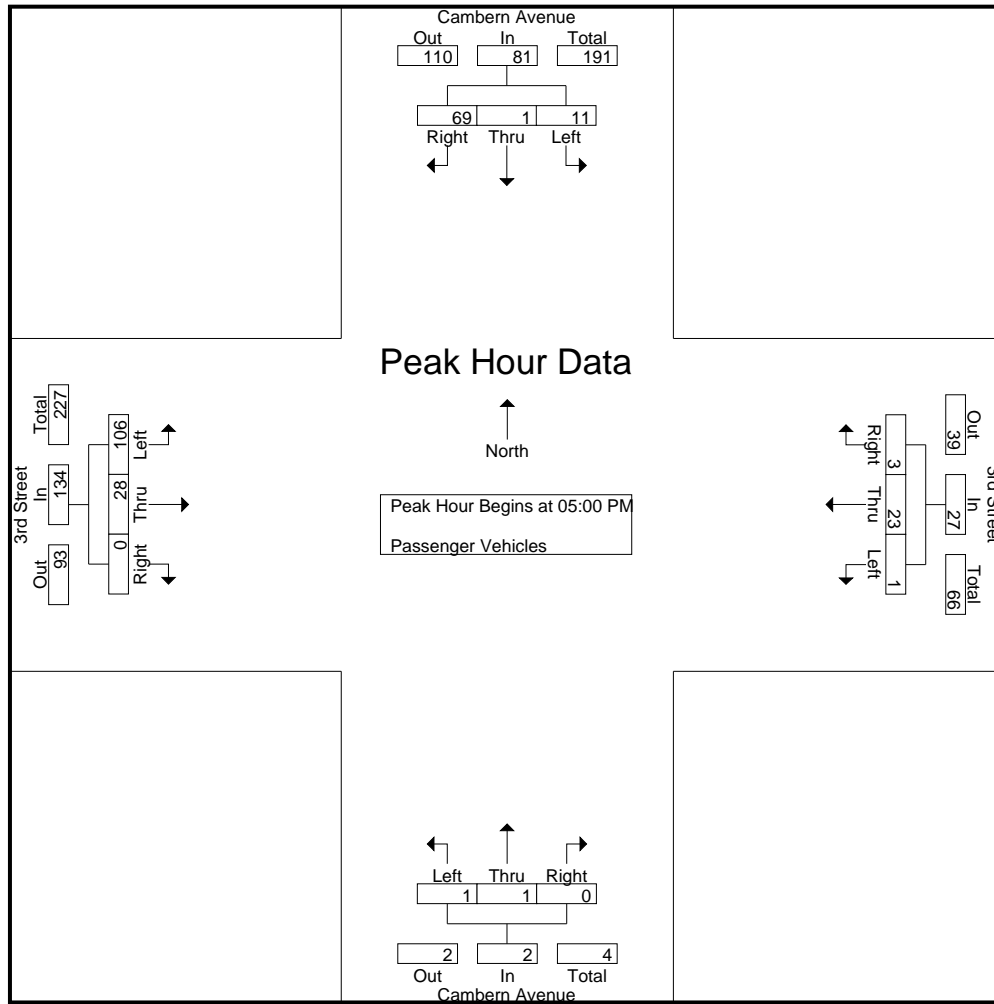 Cambern Avenue
Out In Total
110 81 191
69 1 11
Right Thru Left
Peak Hour Data
North
Peak Hour Begins at 05:00 PM
Passenger Vehicles
3rd Street
Total In Out
227 134 93
106 28 0
Left Thru Right
3rd Street
Out In Total
39 27 66
3 23 1
Right Thru Left
Left Thru Right
1 1 0
2 2 4
Out In Total
Cambern Avenue